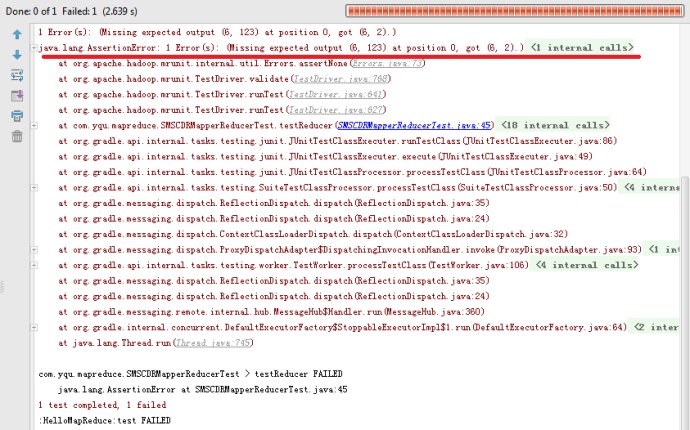 Done: 0 of 1 Failed: 1 (2.639 s)
1 Error(s): (Missing expected output (6, 123) at position 0, got (6, 2).)
java.lang.AssertionError: 1 Error(s): (Missing expected output (6, 123) at position 0, got (6, 2).) <1 internal calls>
at org.apache.hadoop.mrunit.internal.util.Errors.assertNone(Errors.java:73)
at org.apache.hadoop.mrunit.TestDriver.validate(TestDriver.java:768)
at org.apache.hadoop.mrunit.TestDriver.runTest(TestDriver.java:641)
at org.apache.hadoop.mrunit.TestDriver.runTest(TestDriver.java:627)
at com.yqu.mapreduce.SMSCDRMapperReducerTest.testReducer(SMSCDRMapperReducerTest.java:45) <18 internal calls>
at org.gradle.api.internal.tasks.testing.junit.JUnitTestClassExecuter.runTestClass(JUnitTestClassExecuter.java:86)
at org.gradle.api.internal.tasks.testing.junit.JUnitTestClassExecuter.execute(JUnitTestClassExecuter.java:49)
at org.gradle.api.internal.tasks.testing.junit.JUnitTestClassProcessor.processTestClass(JUnitTestClassProcessor.java:64)
at org.gradle.api.internal.tasks.testing.SuiteTestClassProcessor.processTestClass(SuiteTestClassProcessor.java:50) <4 interna
at org.gradle.messaging.dispatch.ReflectionDispatch.dispatch(ReflectionDispatch.java:35)
at org.gradle.messaging.dispatch.ReflectionDispatch.dispatch(ReflectionDispatch.java:24)
at org.gradle.messaging.dispatch.ContextClassLoaderDispatch.dispatch(ContextClassLoaderDispatch.java:32)
at org.gradle.messaging.dispatch.ProxyDispatchAdapter$DispatchingInvocationHandler.invoke(ProxyDispatchAdapter.java:93) <1 int
at org.gradle.api.internal.tasks.testing.worker.TestWorker.processTestClass(TestWorker.java:106) <4 internal calls>
at org.gradle.messaging.dispatch.ReflectionDispatch.dispatch(ReflectionDispatch.java:35)
at org.gradle.messaging.dispatch.ReflectionDispatch.dispatch(ReflectionDispatch.java:24)
at org.gradle.messaging.remote.internal.hub.MessageHub$Handler.run(MessageHub.java:360)
at org.gradle.internal.concurrent.DefaultExecutorFactory$StoppableExecutorImpl$1.run(DefaultExecutorFactory.java:64) <2 inter
at java.lang.Thread.run(Thread.java:745)
com.yqu.mapreduce.SMSCDRMapperReducerTest > testReducer FAILED
java.lang.AssertionError at SMSCDRMapperReducerTest.java:45
1 test completed, 1 failed
:HelloMapReduce:test FAILED